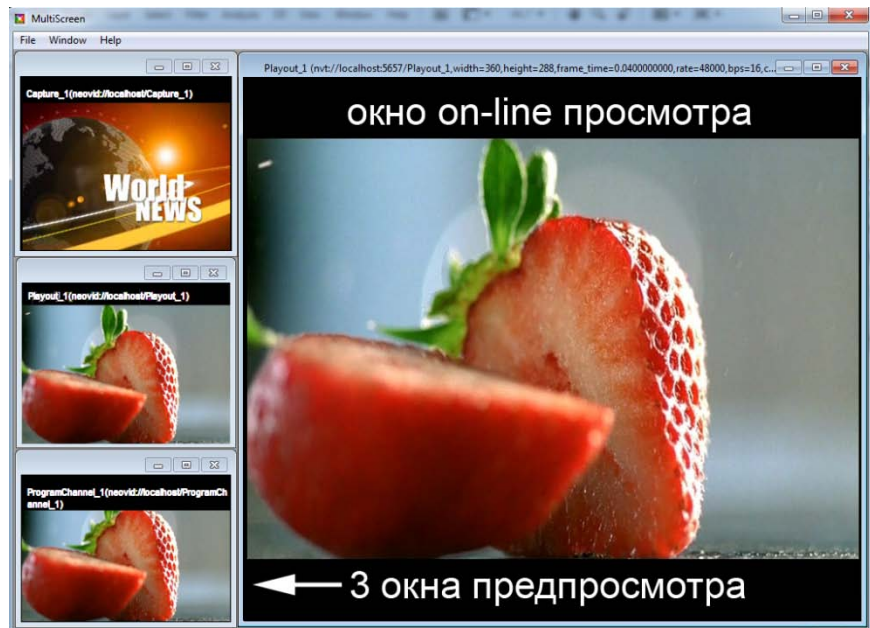 MultiScreen
File Window Help
Capture_1(neovid://localhost/Capture_1)
World
NEWS
Playout_1(neovid://localhost/Playout_1)
ProgramChannel_1(neovid://localhost/ProgramCh
annel_1)
Playout_1 (nvt://localhost:5657/Playout_1,width=360,height=288,frame_time=0.0400000000,rate=48000,bps=16,c...
окно on-line просмотра
3 окна предпросмотра